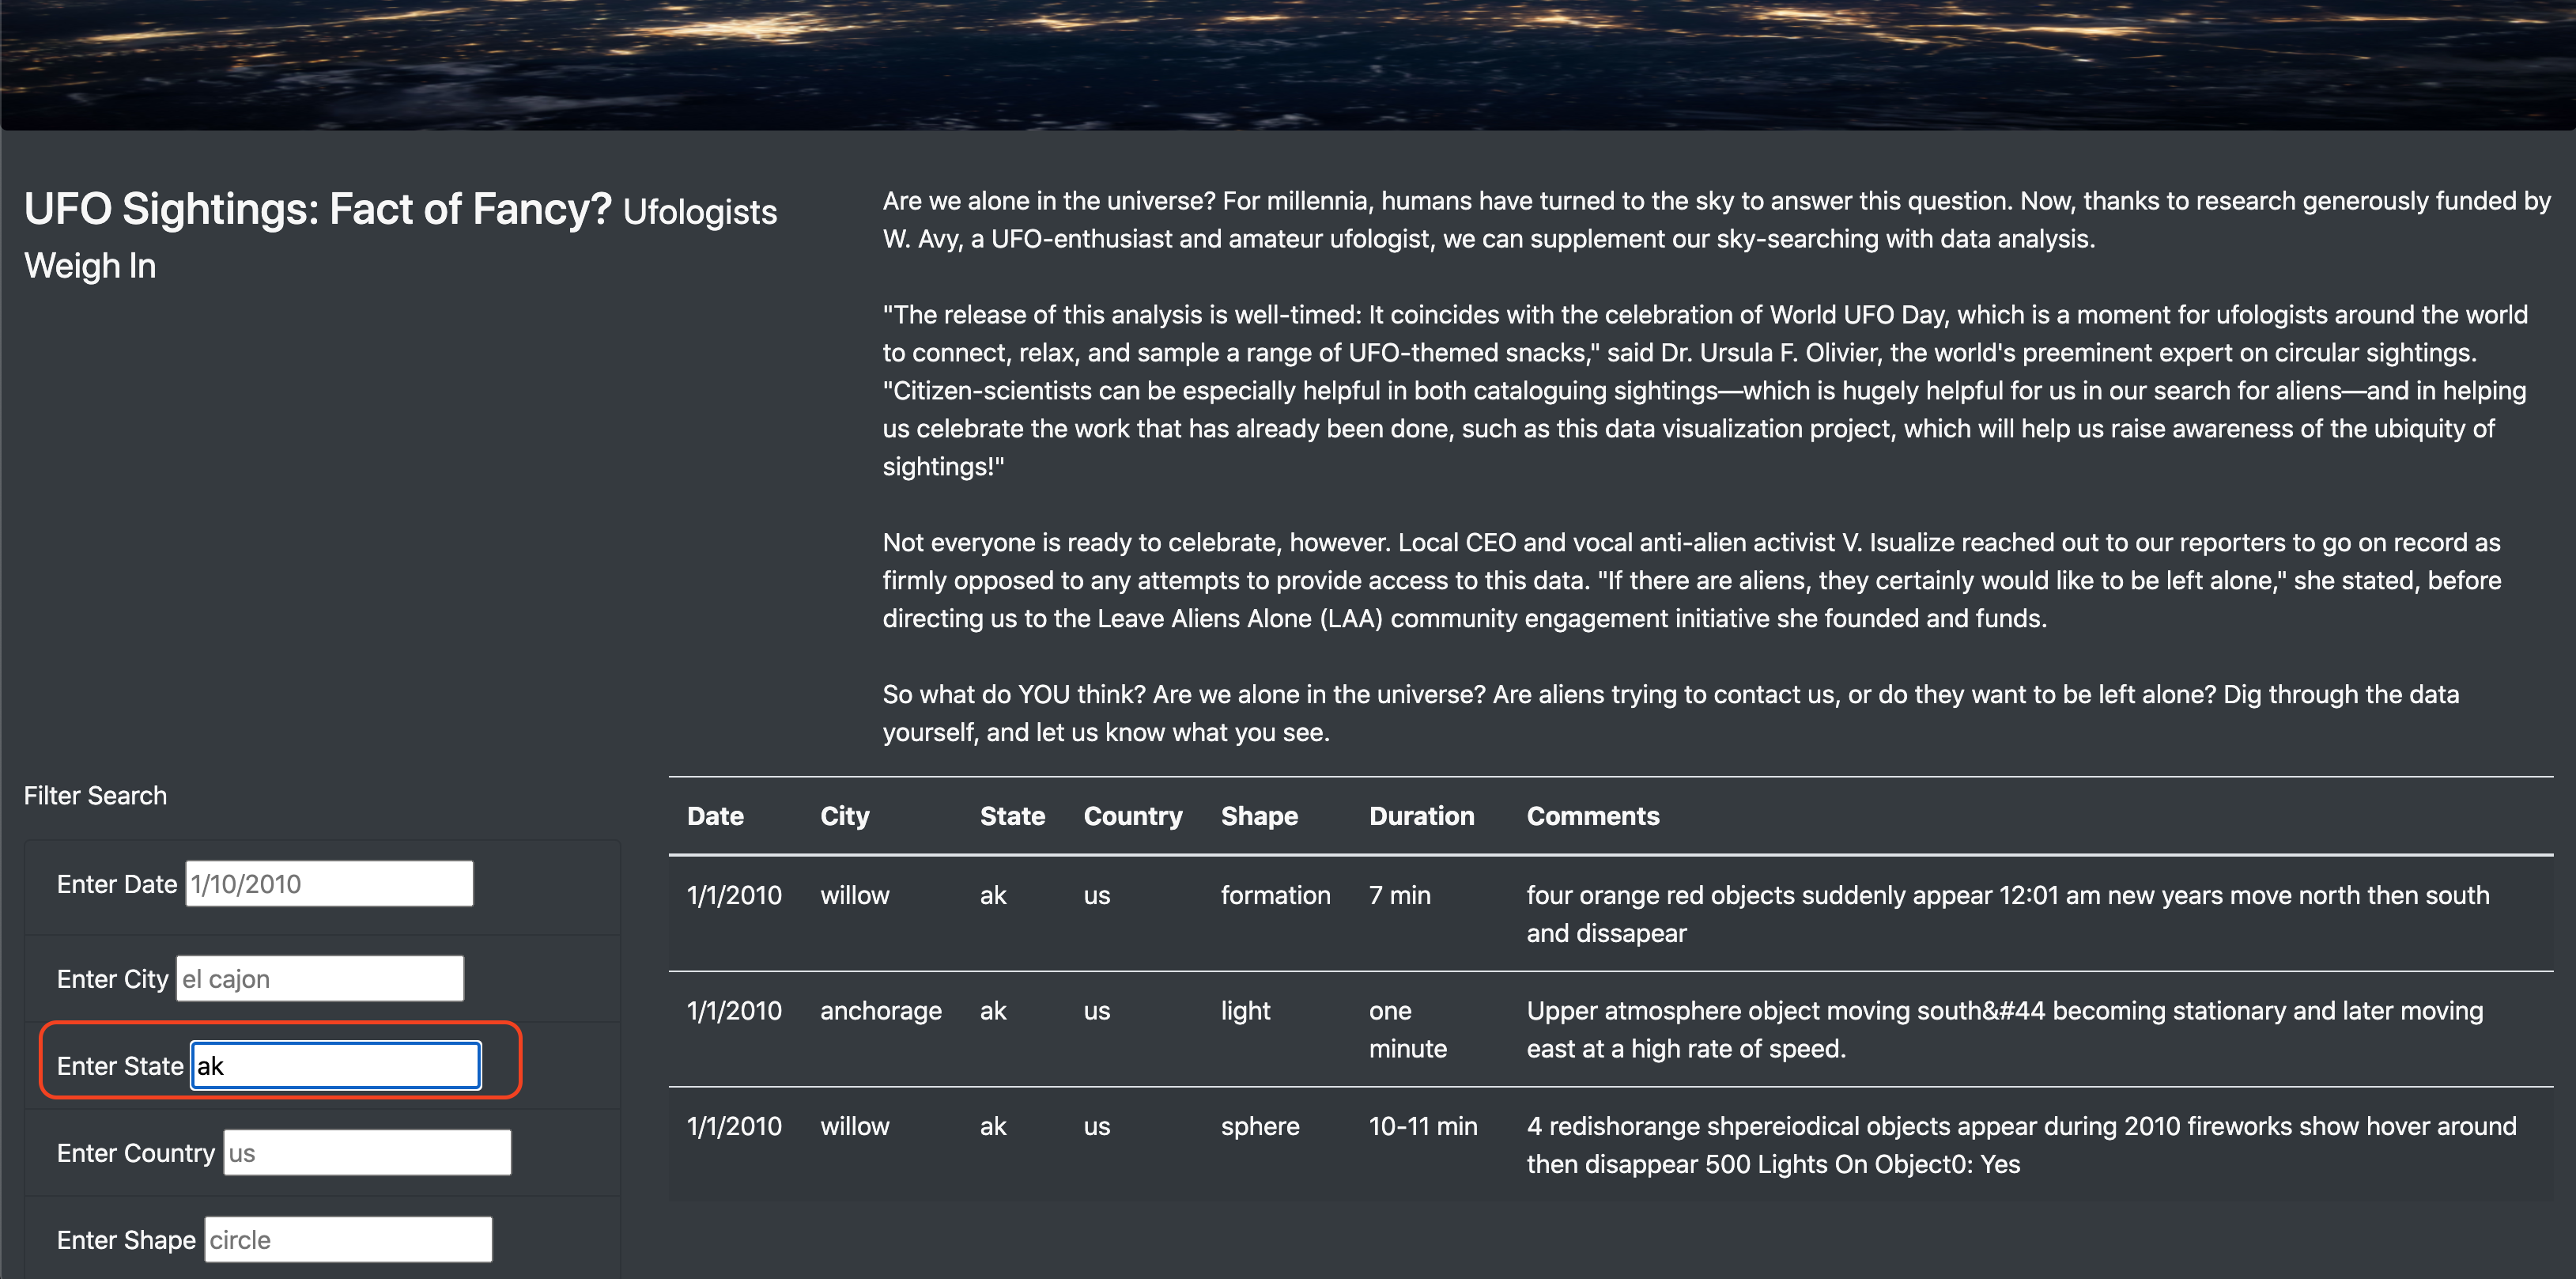 UFO Sightings: Fact of Fancy? Ufologists
Weigh In
Are we alone in the universe? For millennia, humans have turned to the sky to answer this question. Now, thanks to research generously funded by
W. Avy, a UFO-enthusiast and amateur ufologist, we can supplement our sky-searching with data analysis.
"The release of this analysis is well-timed: It coincides with the celebration of World UFO Day, which is a moment for ufologists around the world
to connect, relax, and sample a range of UFO-themed snacks," said Dr. Ursula F. Olivier, the world's preeminent expert on circular sightings.
"Citizen-scientists can be especially helpful in both cataloguing sightings—which is hugely helpful for us in our search for aliens—and in helping
us celebrate the work that has already been done, such as this data visualization project, which will help us raise awareness of the ubiquity of
sightings!"
Not everyone is ready to celebrate, however. Local CEO and vocal anti-alien activist V. Isualize reached out to our reporters to go on record as
firmly opposed to any attempts to provide access to this data. "If there are aliens, they certainly would like to be left alone," she stated, before
directing us to the Leave Aliens Alone (LAA) community engagement initiative she founded and funds.
So what do YOU think? Are we alone in the universe? Are aliens trying to contact us, or do they want to be left alone? Dig through the data
yourself, and let us know what you see.
Filter Search
Enter Date 1/10/2010
Enter City el cajon
Enter State ak
Enter Country us
Enter Shape circle
Date City State Country Shape Duration Comments
1/1/2010 willow ak us formation 7 min four orange red objects suddenly appear 12:01 am new years move north then south
and dissapear
1/1/2010 anchorage ak us light one Upper atmosphere object moving south&#44 becoming stationary and later moving
minute east at a high rate of speed.
1/1/2010 willow ak us sphere 10-11 min 4 redishorange shpereiodical objects appear during 2010 fireworks show hover around
then disappear 500 Lights On Object0: Yes